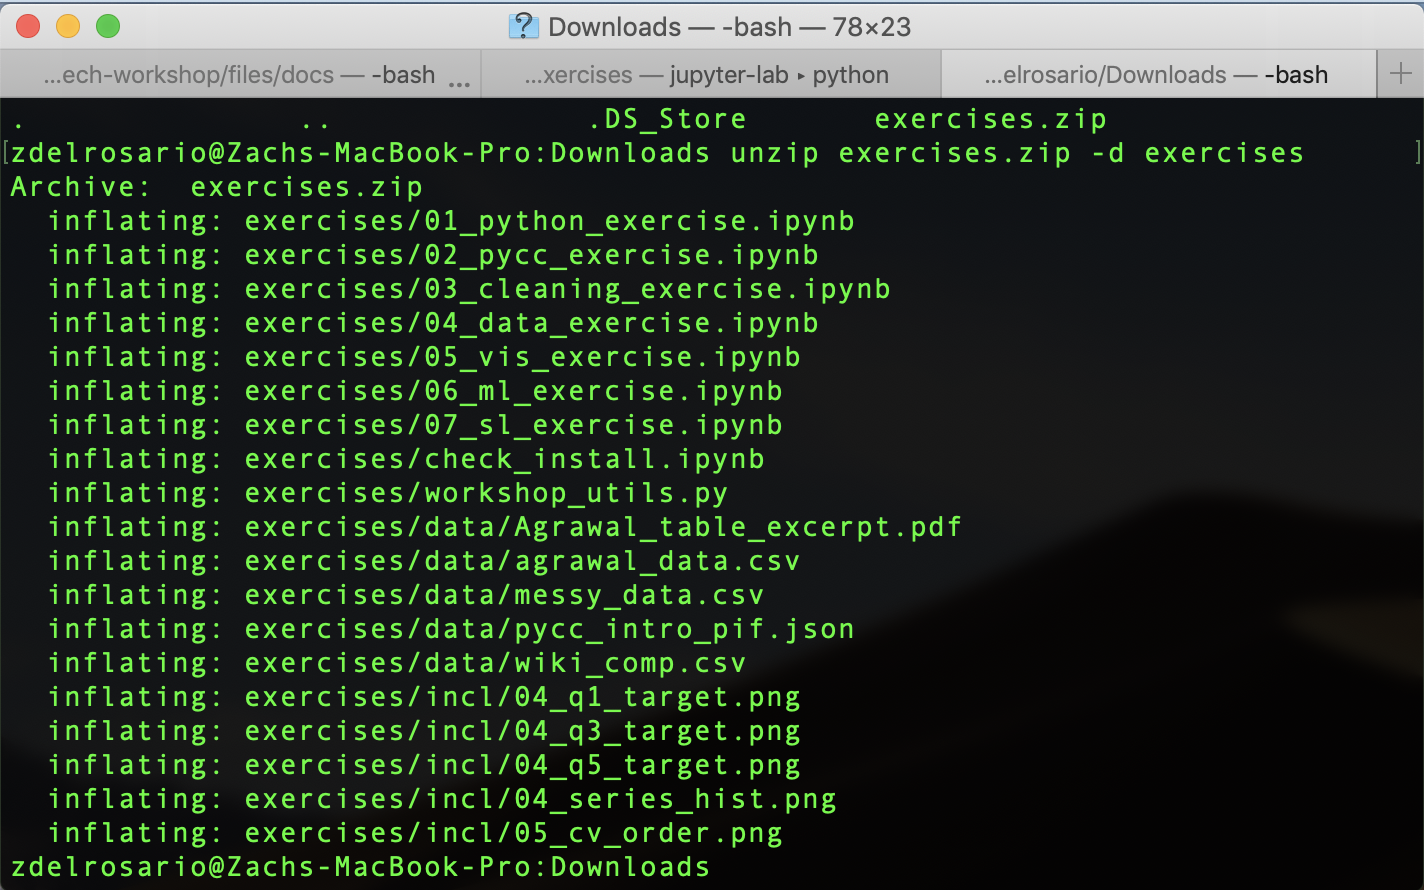 Downloads — -bash — 78×23
...ech-workshop/files/docs — -bash ...
...xercises — jupyter-lab ▸ python
...elrosario/Downloads — -bash
. .. .DS_Store exercises.zip
[zdelrosario@Zachs-MacBook-Pro:Downloads unzip exercises.zip -d exercises ]
Archive:  exercises.zip
  inflating: exercises/01_python_exercise.ipynb
  inflating: exercises/02_pycc_exercise.ipynb
  inflating: exercises/03_cleaning_exercise.ipynb
  inflating: exercises/04_data_exercise.ipynb
  inflating: exercises/05_vis_exercise.ipynb
  inflating: exercises/06_ml_exercise.ipynb
  inflating: exercises/07_sl_exercise.ipynb
  inflating: exercises/check_install.ipynb
  inflating: exercises/workshop_utils.py
  inflating: exercises/data/Agrawal_table_excerpt.pdf
  inflating: exercises/data/agrawal_data.csv
  inflating: exercises/data/messy_data.csv
  inflating: exercises/data/pycc_intro_pif.json
  inflating: exercises/data/wiki_comp.csv
  inflating: exercises/incl/04_q1_target.png
  inflating: exercises/incl/04_q3_target.png
  inflating: exercises/incl/04_q5_target.png
  inflating: exercises/incl/04_series_hist.png
  inflating: exercises/incl/05_cv_order.png
zdelrosario@Zachs-MacBook-Pro:Downloads